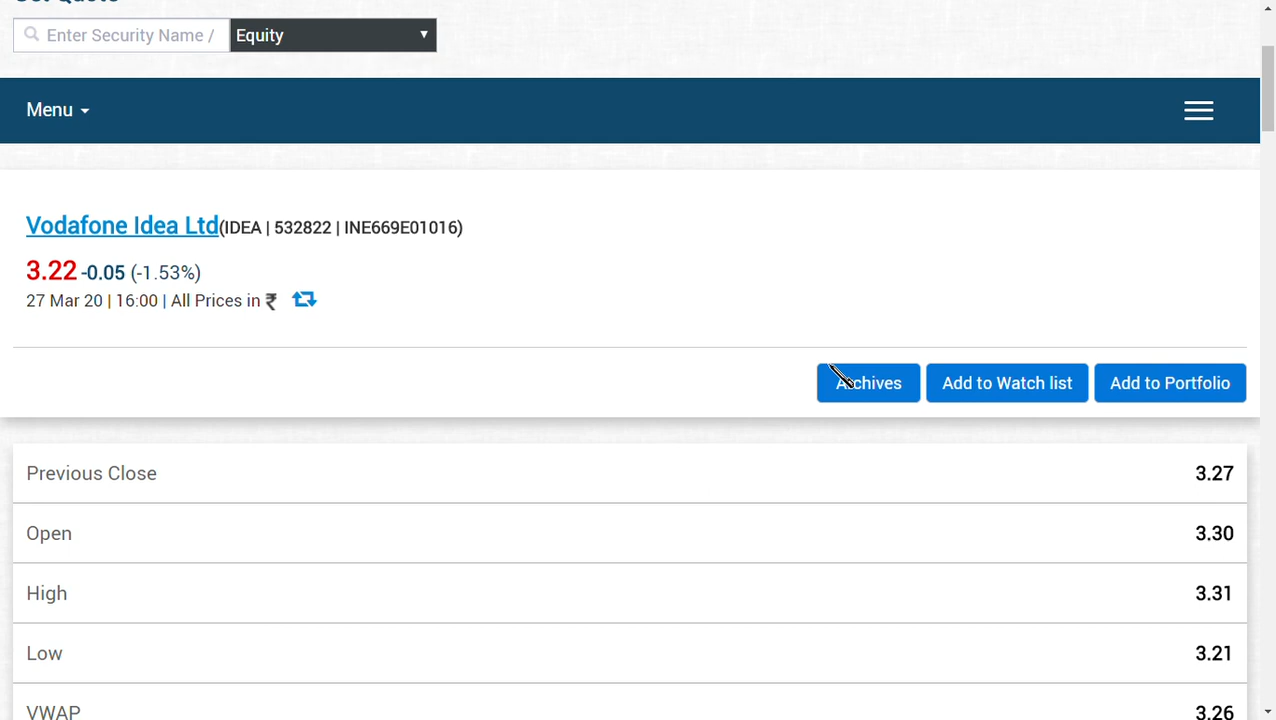 Get Quote
Enter Security Name /
Equity
Menu
Vodafone Idea Ltd(IDEA | 532822 | INE669E01016)
3.22 -0.05 (-1.53%)
27 Mar 20 | 16:00 | All Prices in ₹
Archives Add to Watch list Add to Portfolio
Previous Close 3.27
Open 3.30
High 3.31
Low 3.21
VWAP 3.26